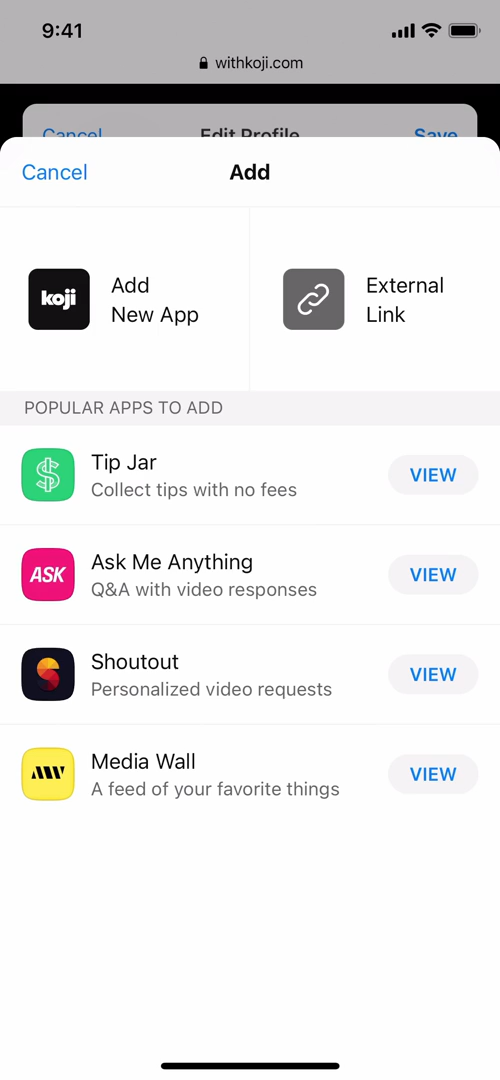 9:41
withkoji.com
Cancel Edit Profile Save
Cancel Add
koji
Add
New App
External
Link
POPULAR APPS TO ADD
Tip Jar
Collect tips with no fees
VIEW
ASK
Ask Me Anything
Q&A with video responses
VIEW
Shoutout
Personalized video requests
VIEW
Media Wall
A feed of your favorite things
VIEW